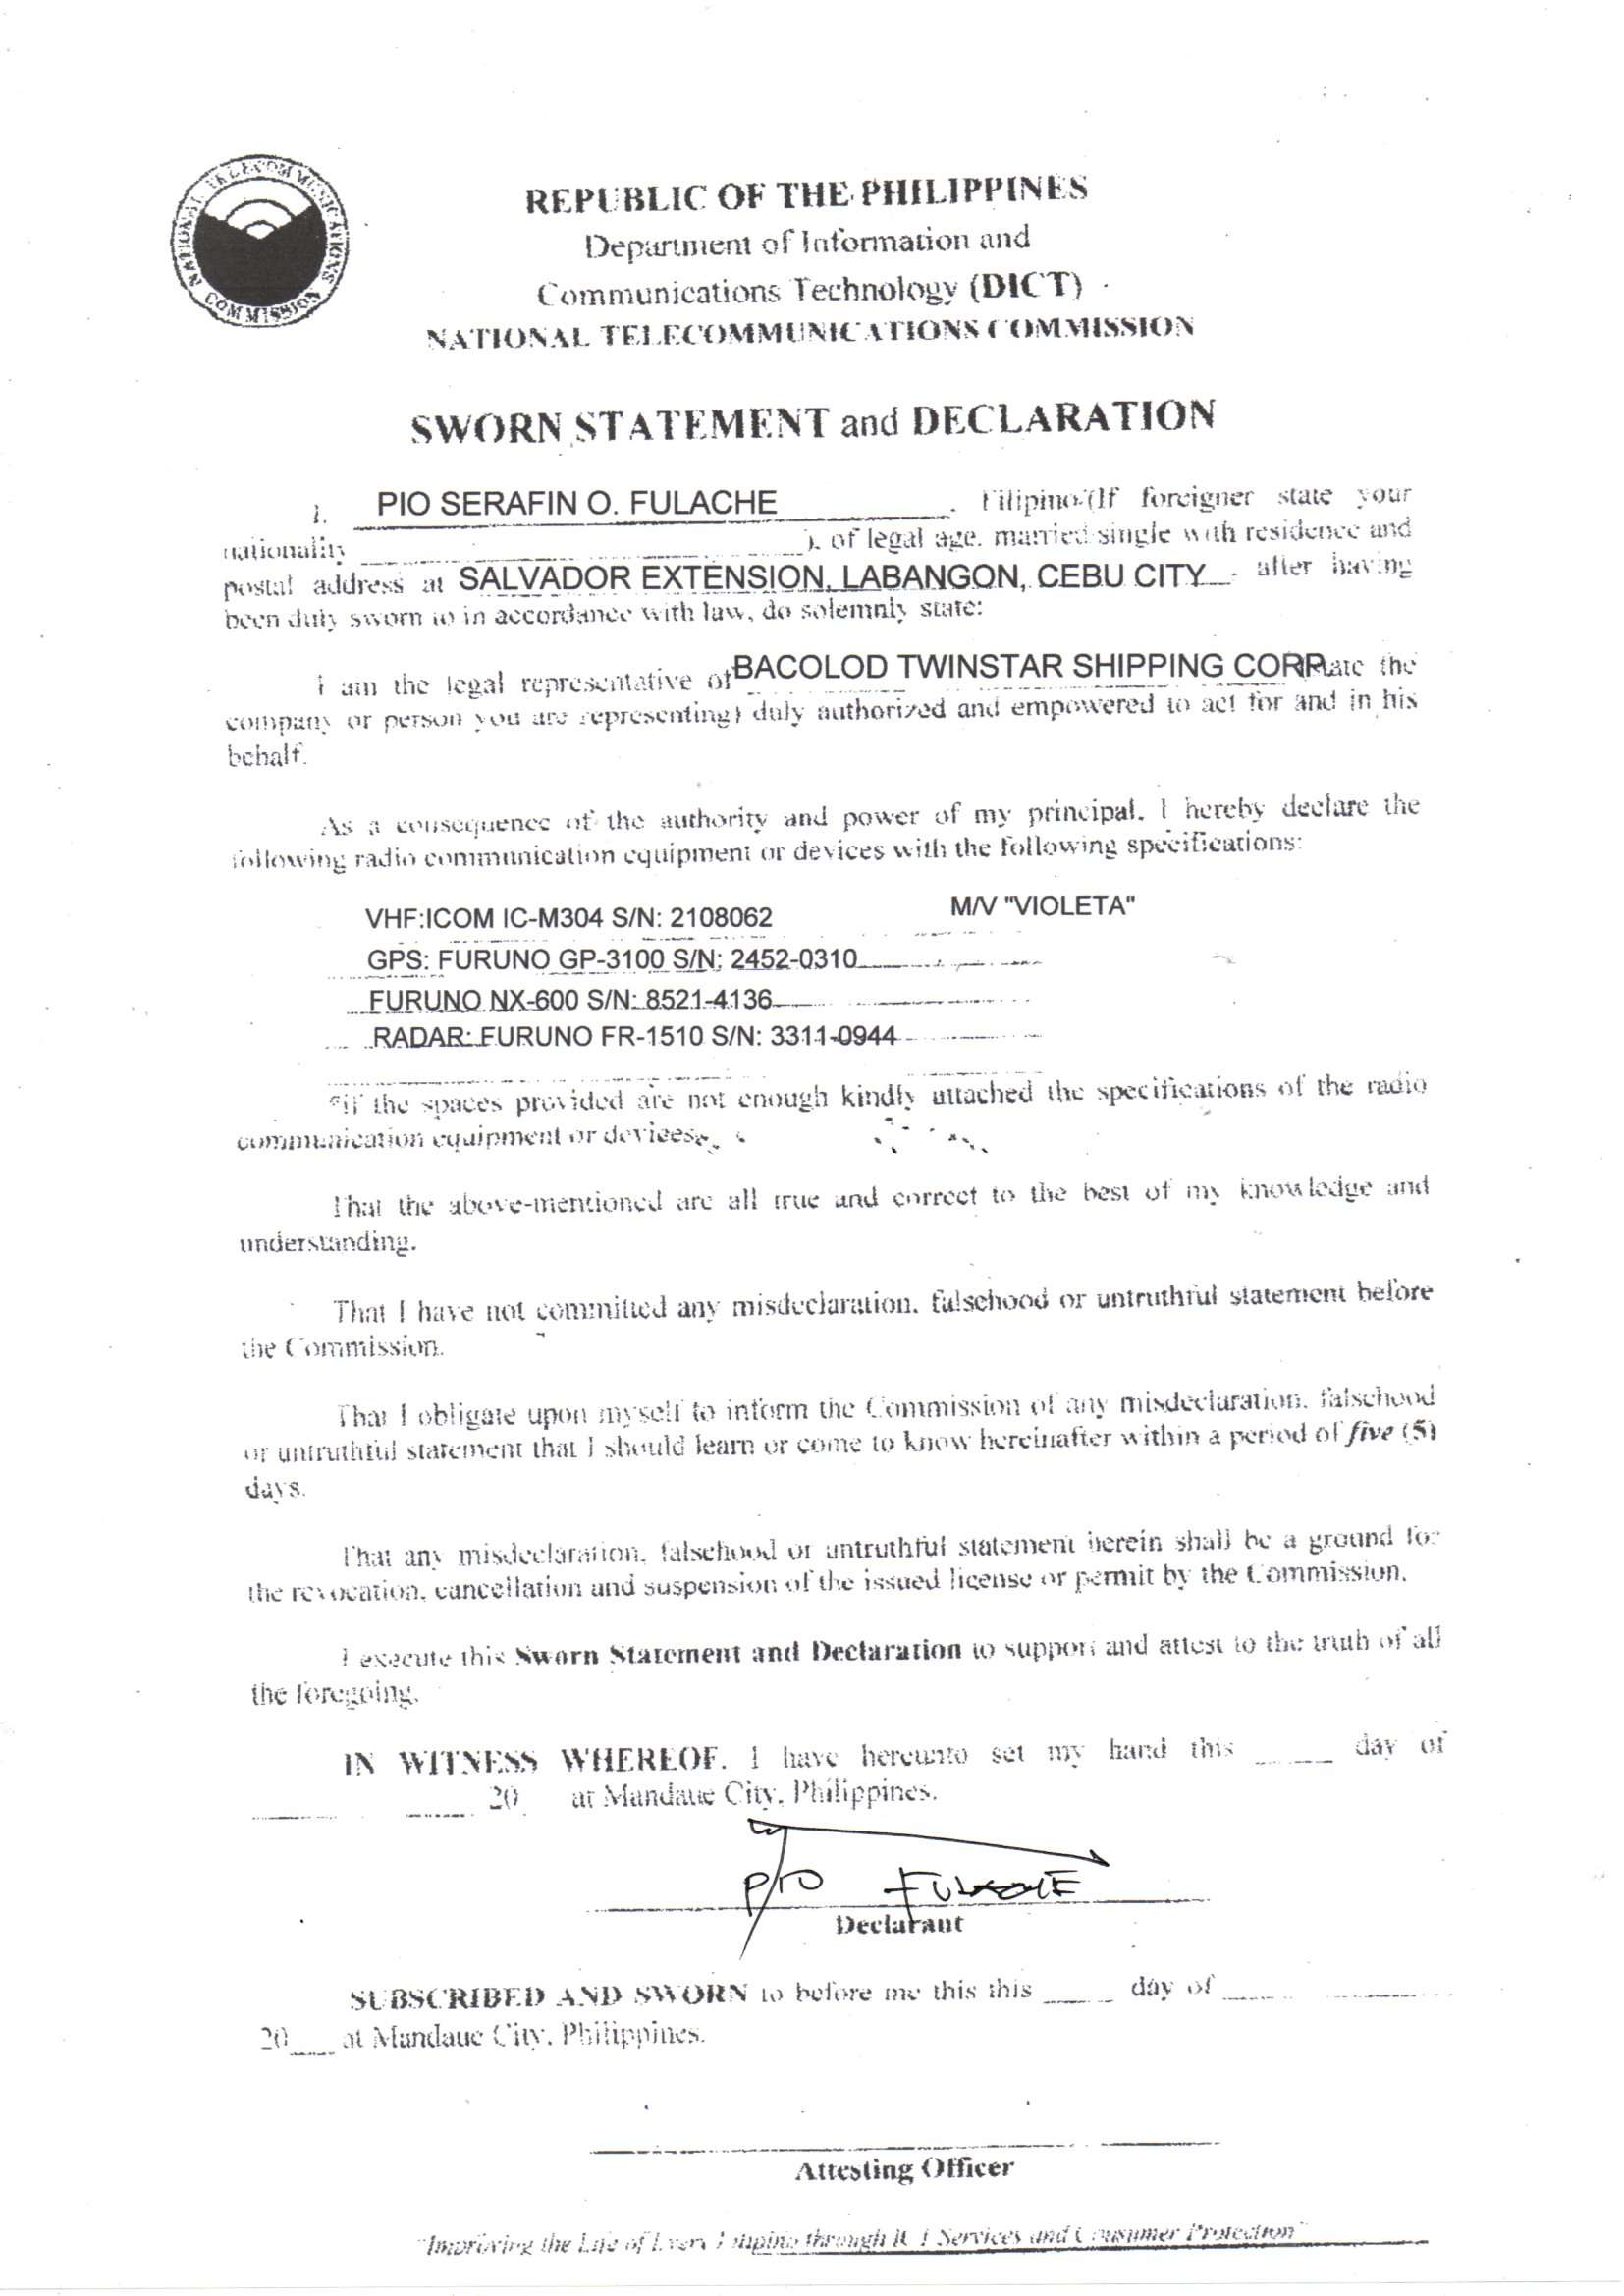 NATIONAL TELECOMMUNICATIONS COMMISSION
REPUBLIC OF THE PHILIPPINES
Department of Information and
Communications Technology (DICT)
NATIONAL TELECOMMUNICATIONS COMMISSION
SWORN STATEMENT and DECLARATION
I, PIO SERAFIN O. FULACHE, Filipino/(If foreigner state your
nationality ____________), of legal age, married/single with residence and
postal address at SALVADOR EXTENSION, LABANGON, CEBU CITY, after having
been duly sworn to in accordance with law, do solemnly state:
I am the legal representative of BACOLOD TWINSTAR SHIPPING CORP the
company or person you are representing) duly authorized and empowered to act for and in his
behalf.
As a consequence of the authority and power of my principal, I hereby declare the
following radio communication equipment or devices with the following specifications:
VHF:ICOM IC-M304 S/N: 2108062 M/V "VIOLETA"
GPS: FURUNO GP-3100 S/N: 2452-0310
FURUNO NX-600 S/N: 8521-4136
RADAR: FURUNO FR-1510 S/N: 3311-0944
*if the spaces provided are not enough kindly attached the specifications of the radio
communication equipment or devices.
That the above-mentioned are all true and correct to the best of my knowledge and
understanding.
That I have not committed any misdeclaration, falsehood or untruthful statement before
the Commission.
That I obligate upon myself to inform the Commission of any misdeclaration, falsehood
or untruthful statement that I should learn or come to know hereinafter within a period of five (5)
days.
That any misdeclaration, falsehood or untruthful statement herein shall be a ground for
the revocation, cancellation and suspension of the issued license or permit by the Commission.
I execute this Sworn Statement and Declaration to support and attest to the truth of all
the foregoing.
IN WITNESS WHEREOF, I have hereunto set my hand this _____ day of
____________ 20 at Mandaue City, Philippines.
PIO FULACHE
Declarant
SUBSCRIBED AND SWORN to before me this this _____ day of ____________
20___ at Mandaue City, Philippines.
Attesting Officer
"Improving the Life of Every Filipino through ICT Services and Consumer Protection"